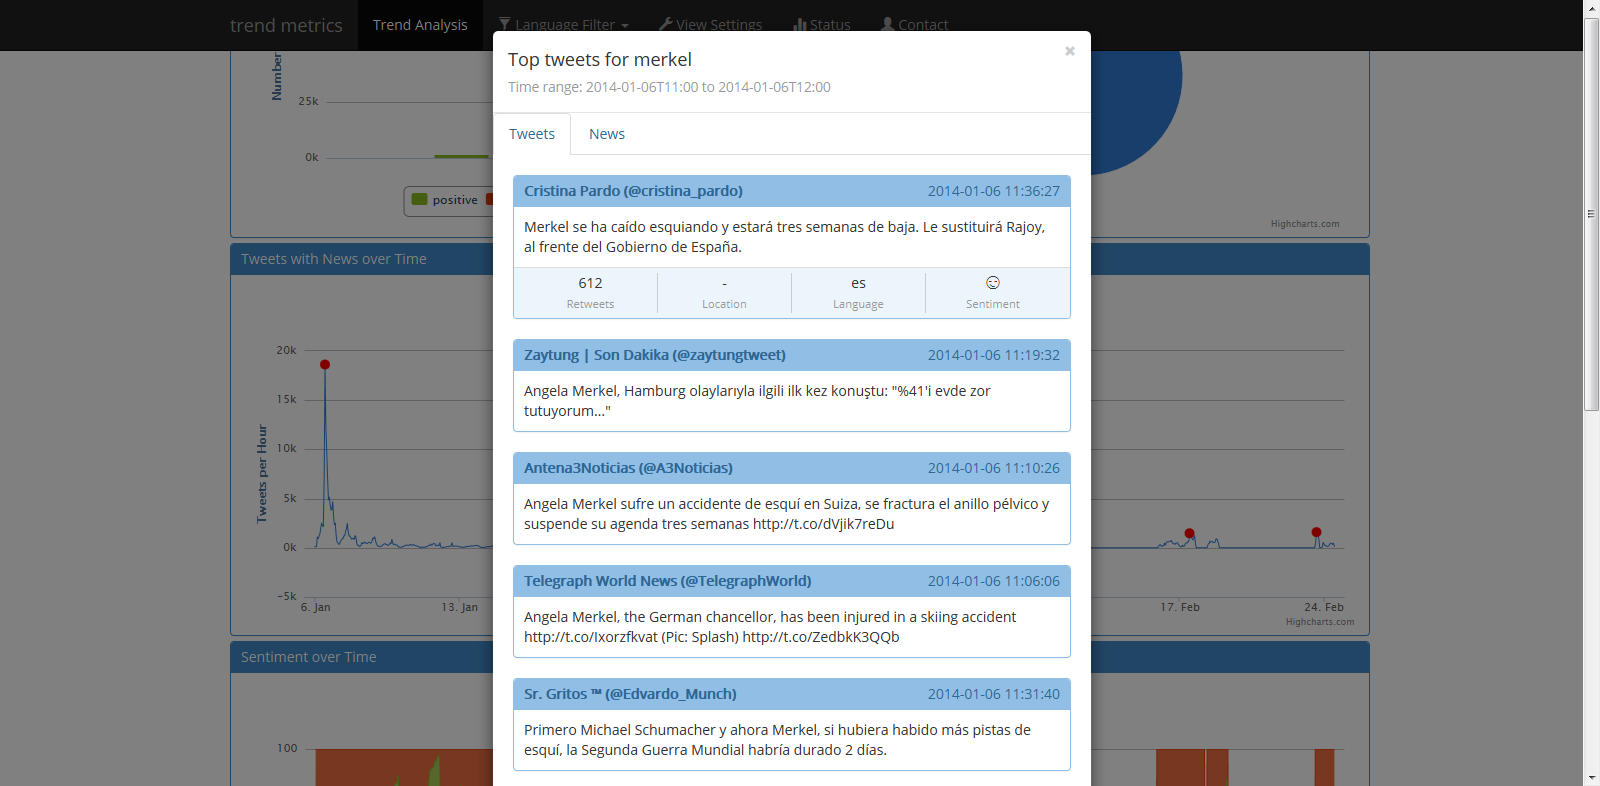 trend metrics Trend Analysis Language Filter View Settings Status Contact
Number
25k
0k
positive
Highcharts.com
Tweets with News over Time
20k
15k
10k
5k
0k
−5k
Tweets per Hour
6. Jan 13. Jan 17. Feb 24. Feb
Highcharts.com
Sentiment over Time
100
Top tweets for merkel
×
Time range: 2014-01-06T11:00 to 2014-01-06T12:00
Tweets News
Cristina Pardo (@cristina_pardo) 2014-01-06 11:36:27
Merkel se ha caído esquiando y estará tres semanas de baja. Le sustituirá Rajoy,
al frente del Gobierno de España.
612 - es
Retweets Location Language Sentiment
Zaytung | Son Dakika (@zaytungtweet) 2014-01-06 11:19:32
Angela Merkel, Hamburg olaylarıyla ilgili ilk kez konuştu: "%41'i evde zor
tutuyorum..."
Antena3Noticias (@A3Noticias) 2014-01-06 11:10:26
Angela Merkel sufre un accidente de esquí en Suiza, se fractura el anillo pélvico y
suspende su agenda tres semanas http://t.co/dVjik7reDu
Telegraph World News (@TelegraphWorld) 2014-01-06 11:06:06
Angela Merkel, the German chancellor, has been injured in a skiing accident
http://t.co/Ixorzfkvat (Pic: Splash) http://t.co/ZedbkK3QQb
Sr. Gritos ™ (@Edvardo_Munch) 2014-01-06 11:31:40
Primero Michael Schumacher y ahora Merkel, si hubiera habido más pistas de
esquí, la Segunda Guerra Mundial habría durado 2 días.